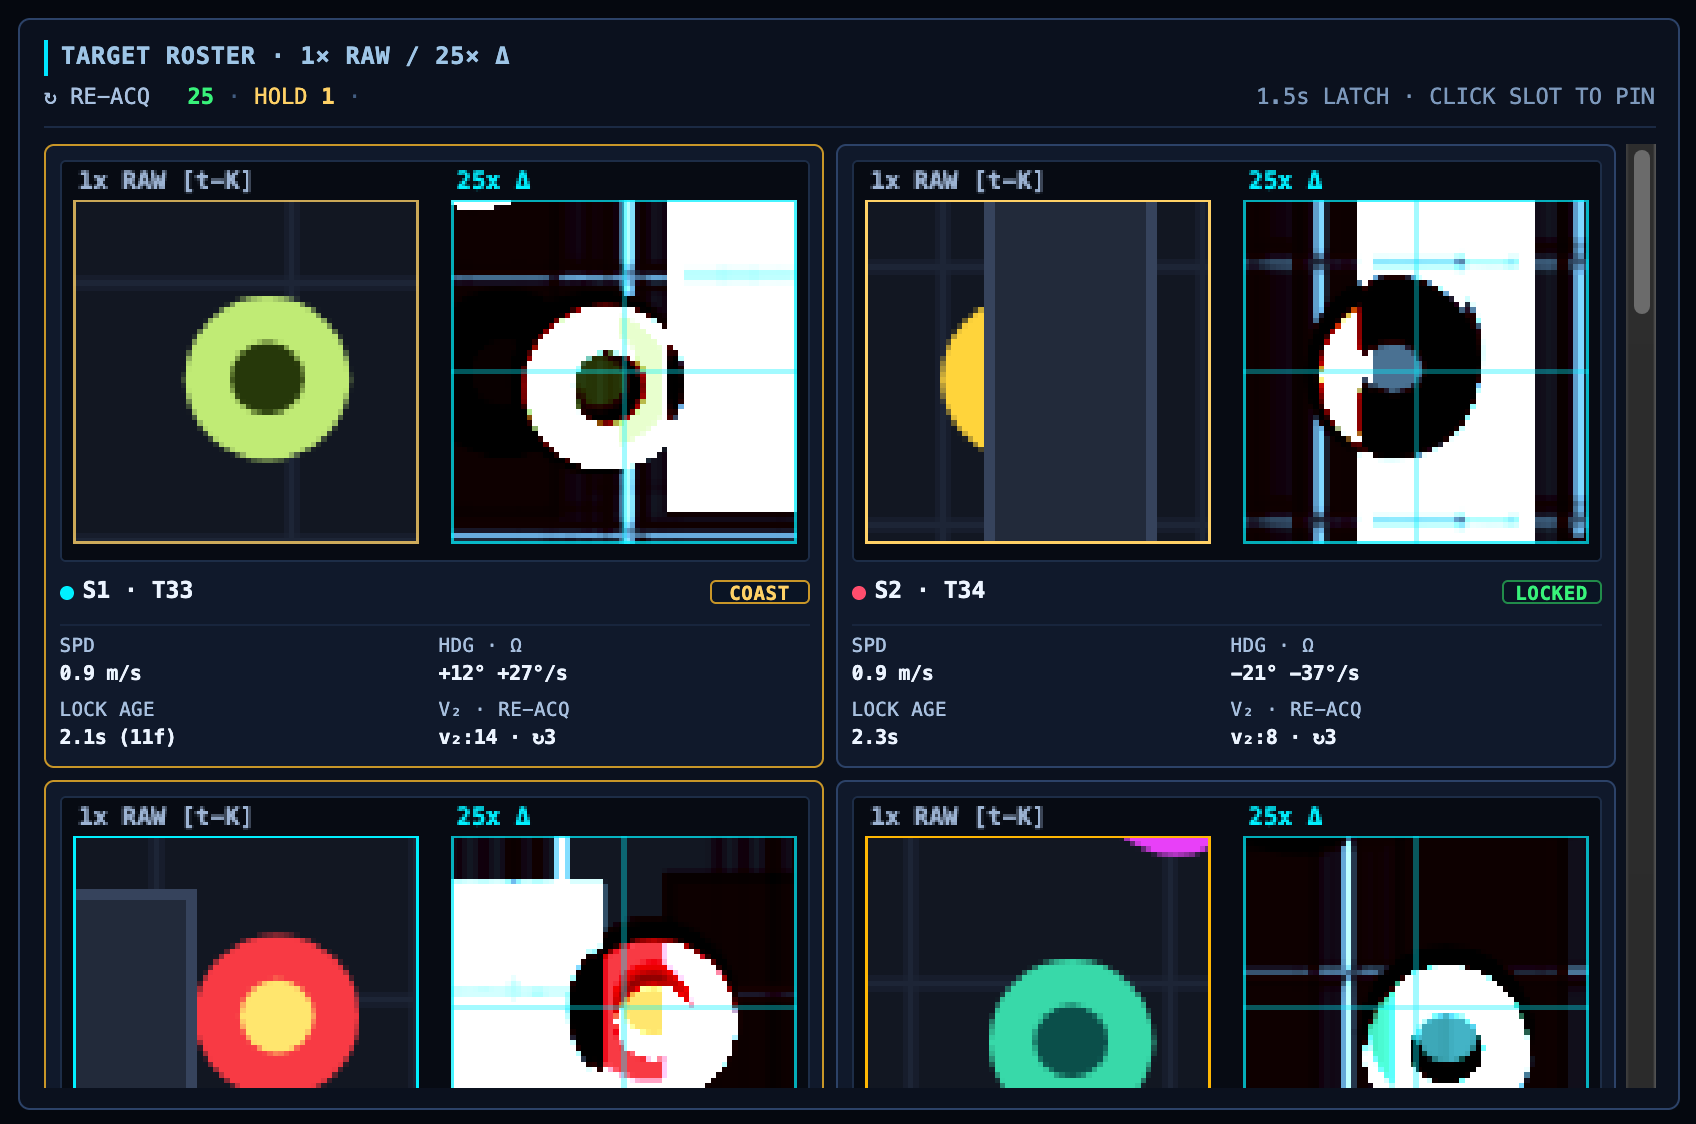 TARGET ROSTER · 1× RAW / 25× Δ
↻ RE−ACQ 25 · HOLD 1 ·
1.5s LATCH · CLICK SLOT TO PIN
1x RAW [t−K]
25x Δ
S1 · T33
COAST
SPD
HDG · Ω
0.9 m/s
+12° +27°/s
LOCK AGE
V₂ · RE−ACQ
2.1s (11f)
v₂:14 · ↻3
1x RAW [t−K]
25x Δ
S2 · T34
LOCKED
SPD
HDG · Ω
0.9 m/s
−21° −37°/s
LOCK AGE
V₂ · RE−ACQ
2.3s
v₂:8 · ↻3
1x RAW [t−K]
25x Δ
1x RAW [t−K]
25x Δ